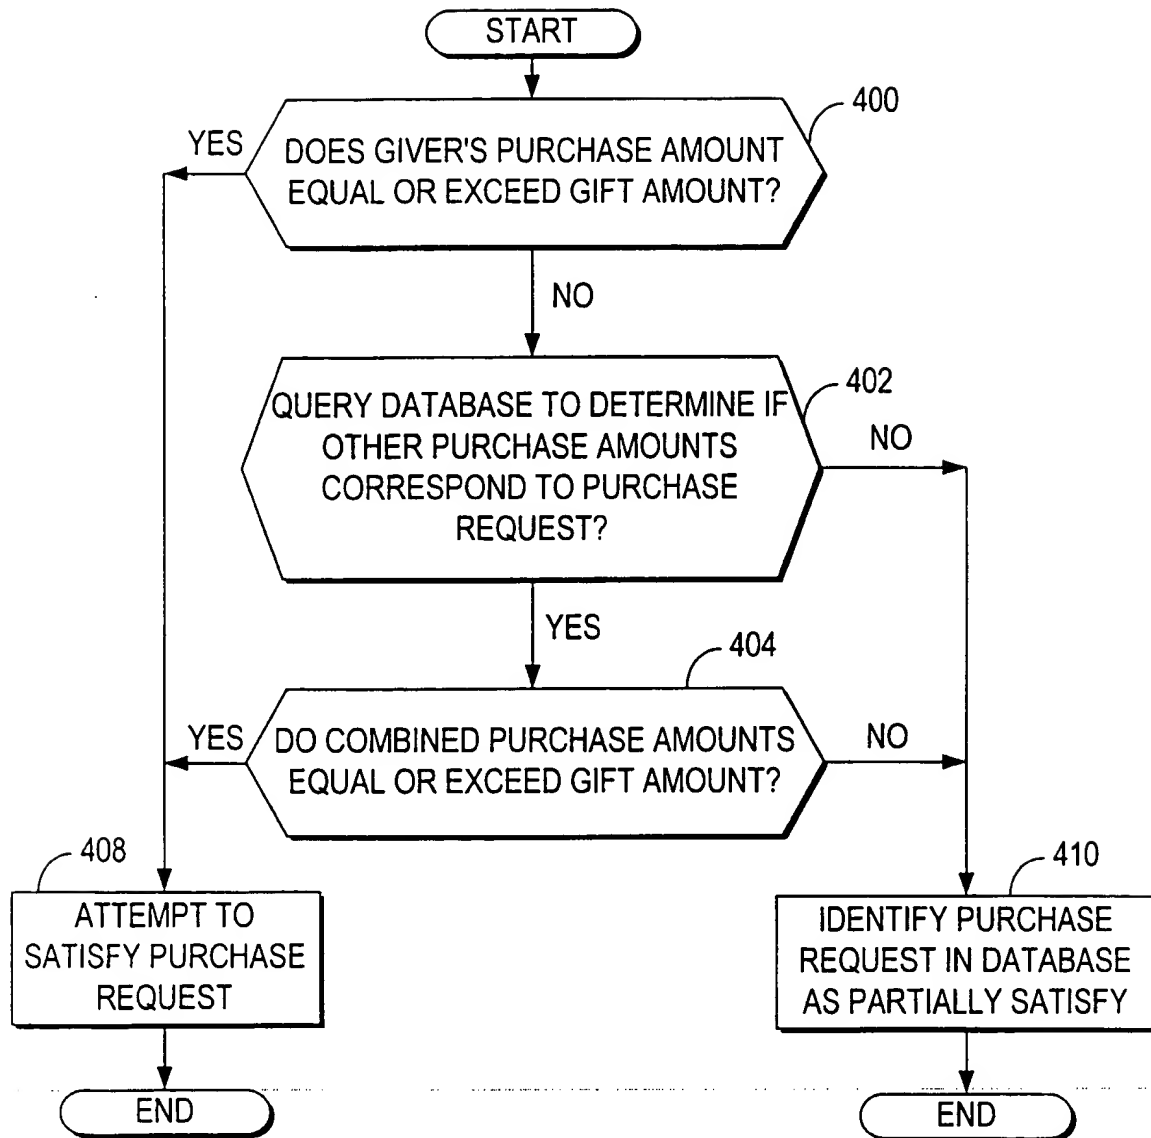 START
400
YES
DOES GIVER'S PURCHASE AMOUNT
EQUAL OR EXCEED GIFT AMOUNT?
NO
402
QUERY DATABASE TO DETERMINE IF
OTHER PURCHASE AMOUNTS
CORRESPOND TO PURCHASE
REQUEST?
NO
YES
404
YES
DO COMBINED PURCHASE AMOUNTS
EQUAL OR EXCEED GIFT AMOUNT?
NO
408
ATTEMPT TO
SATISFY PURCHASE
REQUEST
410
IDENTIFY PURCHASE
REQUEST IN DATABASE
AS PARTIALLY SATISFY
END
END